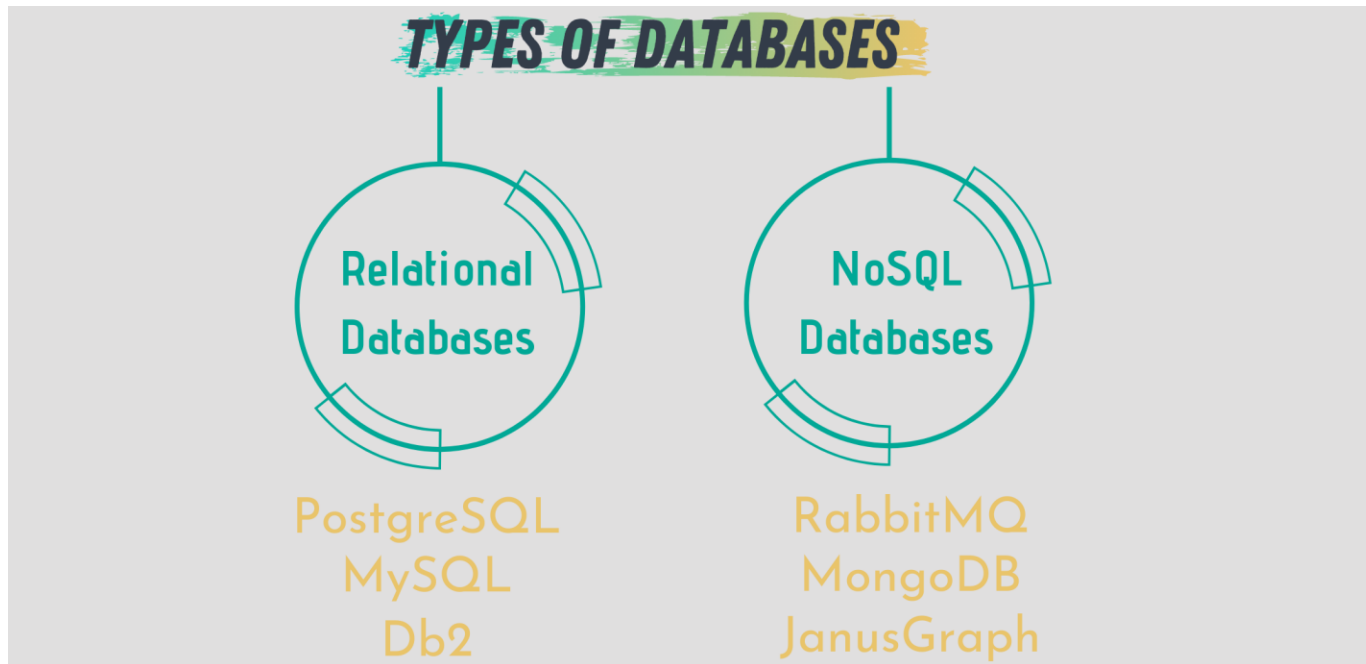 TYPES OF DATABASES
Relational
Databases
PostgreSQL
MySQL
Db2
NoSQL
Databases
RabbitMQ
MongoDB
JanusGraph